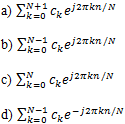 a) ∑_{k=0}^{N+1} c_k e^{j2πkn/N}
b) ∑_{k=0}^{N-1} c_k e^{j2πkn/N}
c) ∑_{k=0}^{N} c_k e^{j2πkn/N}
d) ∑_{k=0}^{N-1} c_k e^{-j2πkn/N}